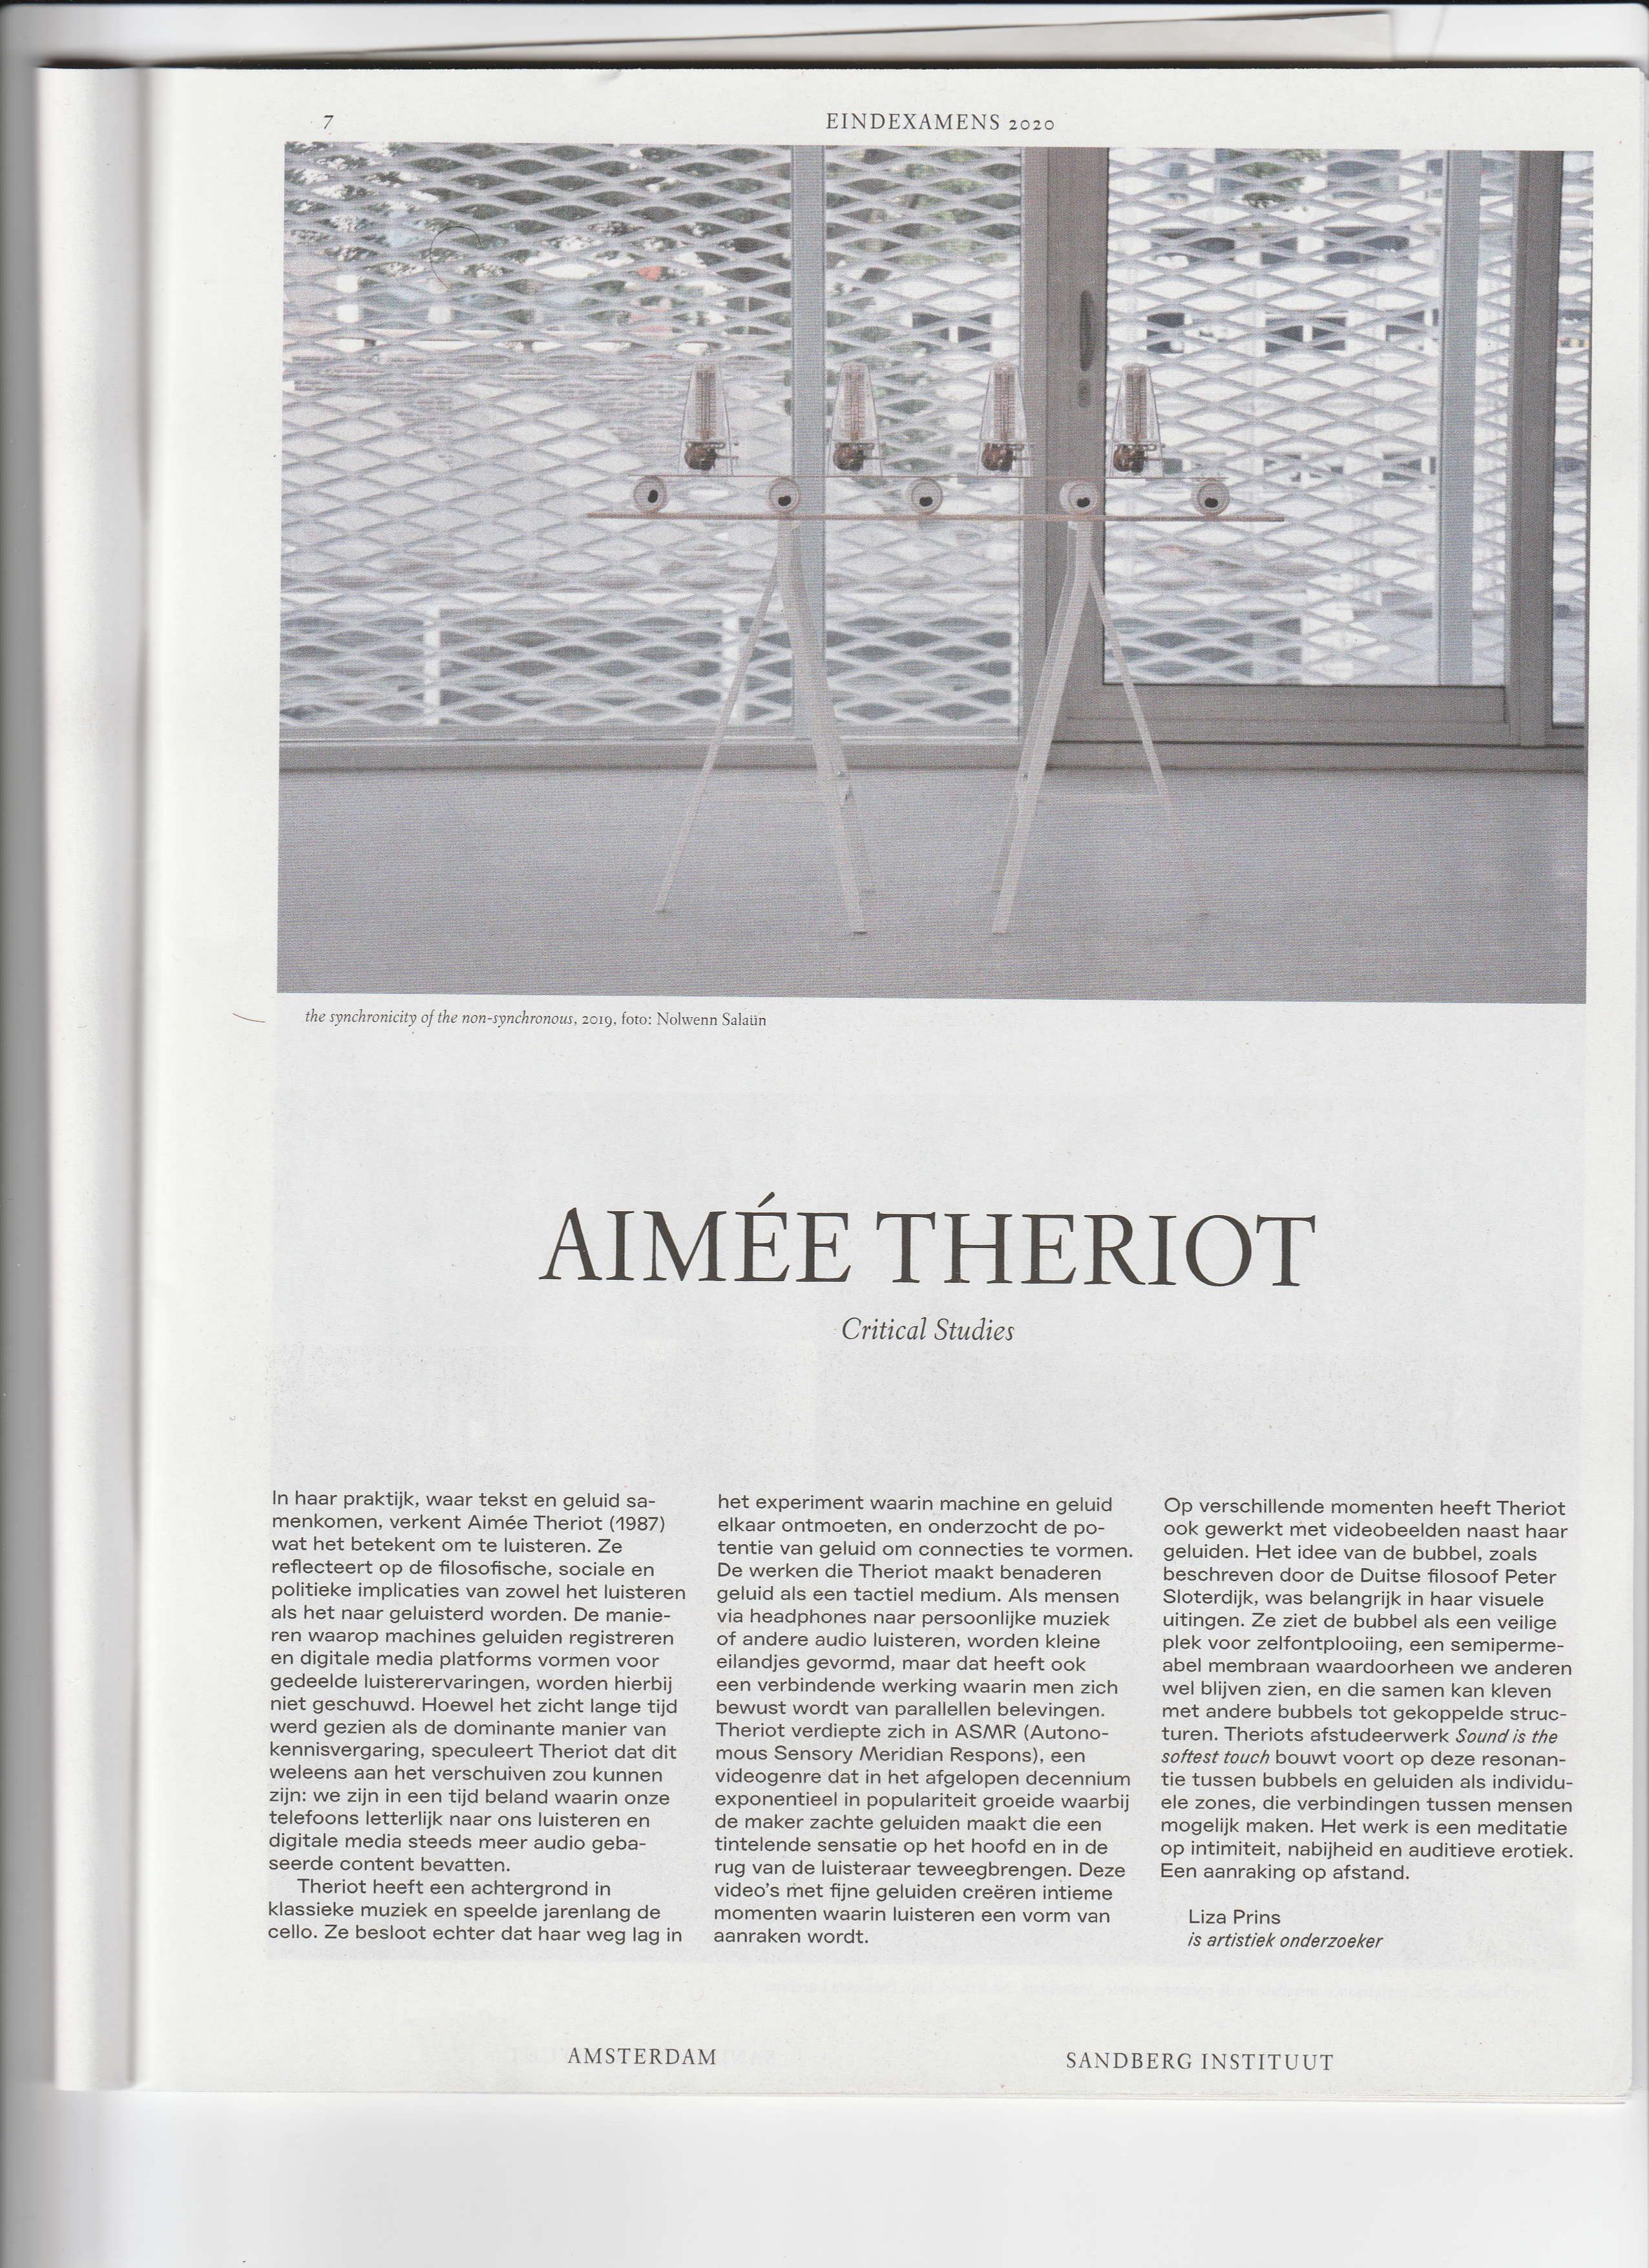 7
EINDEXAMENS 2020
the synchronicity of the non-synchronous, 2019, foto: Nolwenn Salaün
AIMÉE THERIOT
Critical Studies
In haar praktijk, waar tekst en geluid sa-
menkomen, verkent Aimée Theriot (1987)
wat het betekent om te luisteren. Ze
reflecteert op de filosofische, sociale en
politieke implicaties van zowel het luisteren
als het naar geluisterd worden. De manie-
ren waarop machines geluiden registreren
en digitale media platforms vormen voor
gedeelde luisterervaringen, worden hierbij
niet geschuwd. Hoewel het zicht lange tijd
werd gezien als de dominante manier van
kennisvergaring, speculeert Theriot dat dit
weleens aan het verschuiven zou kunnen
zijn: we zijn in een tijd beland waarin onze
telefoons letterlijk naar ons luisteren en
digitale media steeds meer audio geba-
seerde content bevatten.
Theriot heeft een achtergrond in
klassieke muziek en speelde jarenlang de
cello. Ze besloot echter dat haar weg lag in
het experiment waarin machine en geluid
elkaar ontmoeten, en onderzocht de po-
tentie van geluid om connecties te vormen.
De werken die Theriot maakt benaderen
geluid als een tactiel medium. Als mensen
via headphones naar persoonlijke muziek
of andere audio luisteren, worden kleine
eilandjes gevormd, maar dat heeft ook
een verbindende werking waarin men zich
bewust wordt van parallellen belevingen.
Theriot verdiepte zich in ASMR (Autono-
mous Sensory Meridian Respons), een
videogenre dat in het afgelopen decennium
exponentieel in populariteit groeide waarbij
de maker zachte geluiden maakt die een
tintelende sensatie op het hoofd en in de
rug van de luisteraar teweegbrengen. Deze
video's met fijne geluiden creëren intieme
momenten waarin luisteren een vorm van
aanraken wordt.
Op verschillende momenten heeft Theriot
ook gewerkt met videobeelden naast haar
geluiden. Het idee van de bubbel, zoals
beschreven door de Duitse filosoof Peter
Sloterdijk, was belangrijk in haar visuele
uitingen. Ze ziet de bubbel als een veilige
plek voor zelfontplooiing, een semiperme-
abel membraan waardoorheen we anderen
wel blijven zien, en die samen kan kleven
met andere bubbels tot gekoppelde struc-
turen. Theriots afstudeerwerk Sound is the
softest touch bouwt voort op deze resonan-
tie tussen bubbels en geluiden als individu-
ele zones, die verbindingen tussen mensen
mogelijk maken. Het werk is een meditatie
op intimiteit, nabijheid en auditieve erotiek.
Een aanraking op afstand.
Liza Prins
is artistiek onderzoeker
AMSTERDAM
SANDBERG INSTITUUT